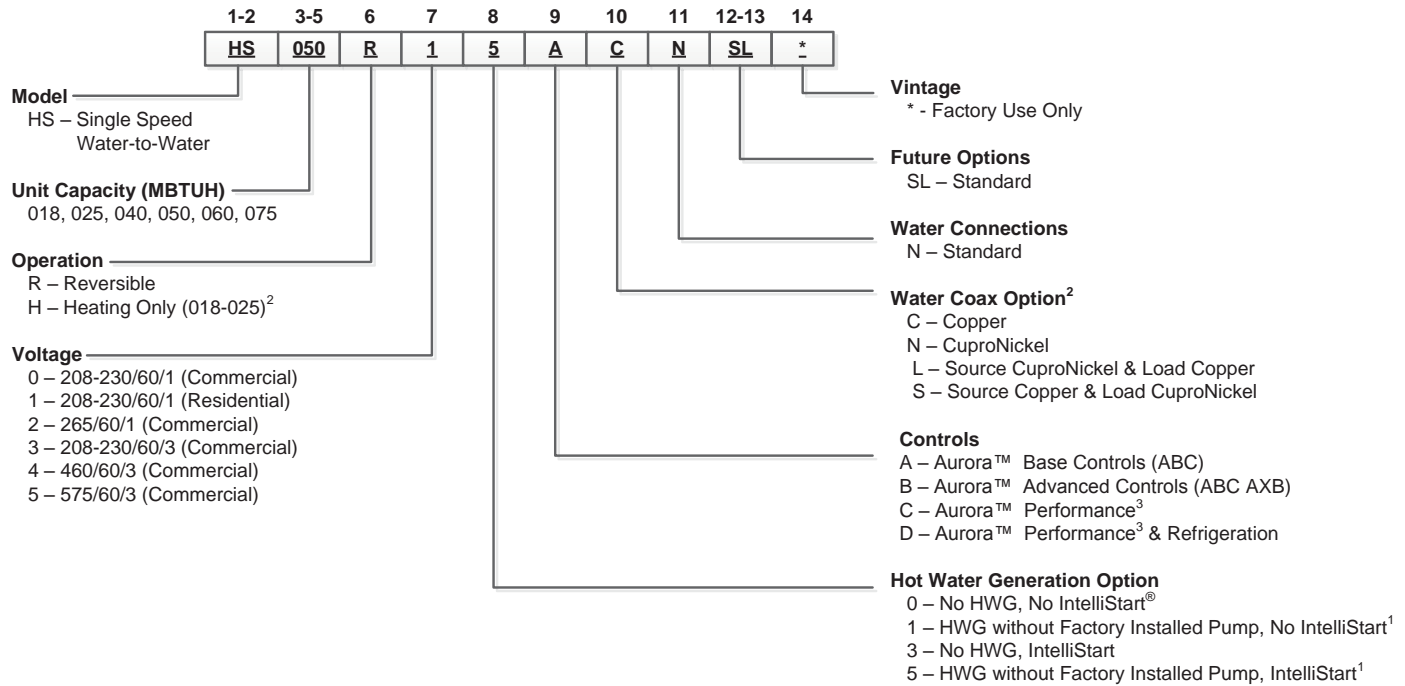 1-2 3-5 6 7 8 9 10 11 12-13 14
HS 050 R 1 5 A C N SL *
Model
HS – Single Speed
Water-to-Water
Unit Capacity (MBTUH)
018, 025, 040, 050, 060, 075
Operation
R – Reversible
H – Heating Only (018-025)²
Voltage
0 – 208-230/60/1 (Commercial)
1 – 208-230/60/1 (Residential)
2 – 265/60/1 (Commercial)
3 – 208-230/60/3 (Commercial)
4 – 460/60/3 (Commercial)
5 – 575/60/3 (Commercial)
Vintage
* - Factory Use Only
Future Options
SL – Standard
Water Connections
N – Standard
Water Coax Option²
C – Copper
N – CuproNickel
L – Source CuproNickel & Load Copper
S – Source Copper & Load CuproNickel
Controls
A – Aurora™ Base Controls (ABC)
B – Aurora™ Advanced Controls (ABC AXB)
C – Aurora™ Performance³
D – Aurora™ Performance³ & Refrigeration
Hot Water Generation Option
0 – No HWG, No IntelliStart®
1 – HWG without Factory Installed Pump, No IntelliStart¹
3 – No HWG, IntelliStart
5 – HWG without Factory Installed Pump, IntelliStart¹